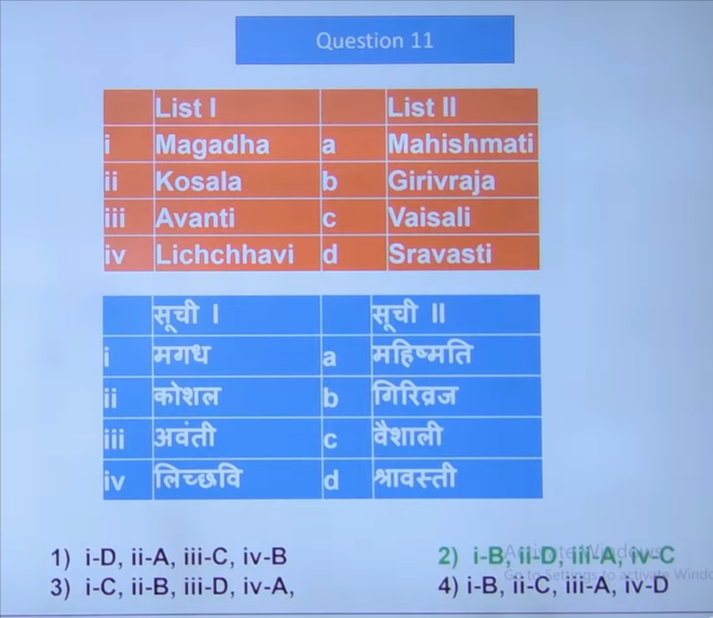 Question 11
List I List II
i Magadha a Mahishmati
ii Kosala b Girivraja
iii Avanti c Vaisali
iv Lichchhavi d Sravasti
सूची I सूची II
i मगध a महिष्मति
ii कोशल b गिरिव्रज
iii अवंती c वैशाली
iv लिच्छवि d श्रावस्ती
1) i-D, ii-A, iii-C, iv-B 2) i-B, ii-D, iii-A, iv-C
Activate Windows
Go to Settings to activate Windo
3) i-C, ii-B, iii-D, iv-A, 4) i-B, ii-C, iii-A, iv-D